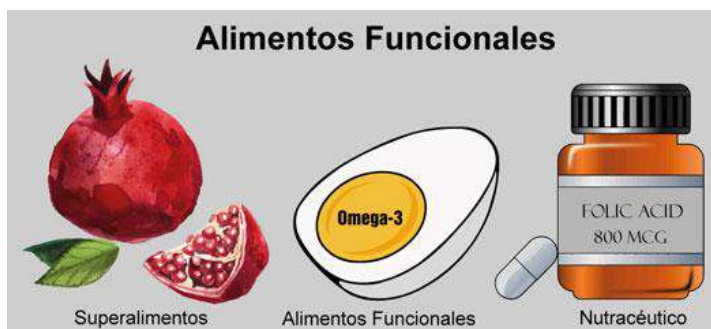 Alimentos Funcionales
Omega-3
FOLIC ACID
800 MCG
Superalimentos
Alimentos Funcionales
Nutracéutico